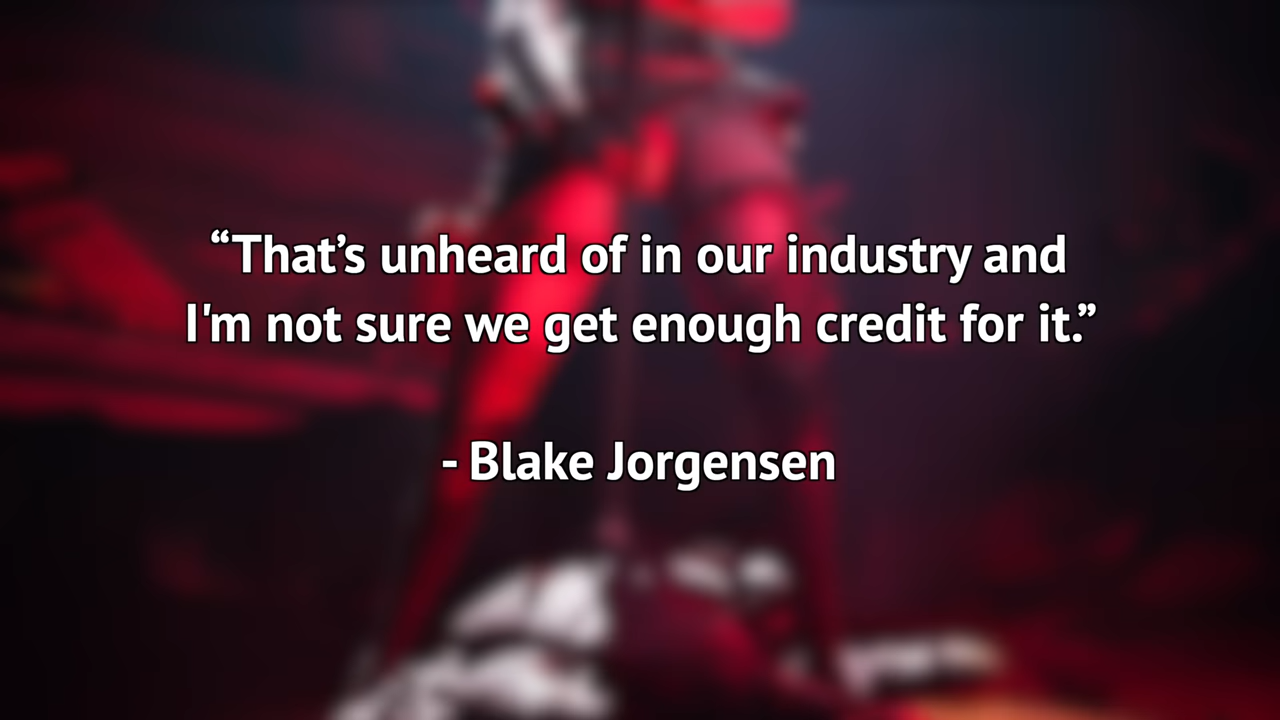 “That’s unheard of in our industry and
I'm not sure we get enough credit for it.”
- Blake Jorgensen